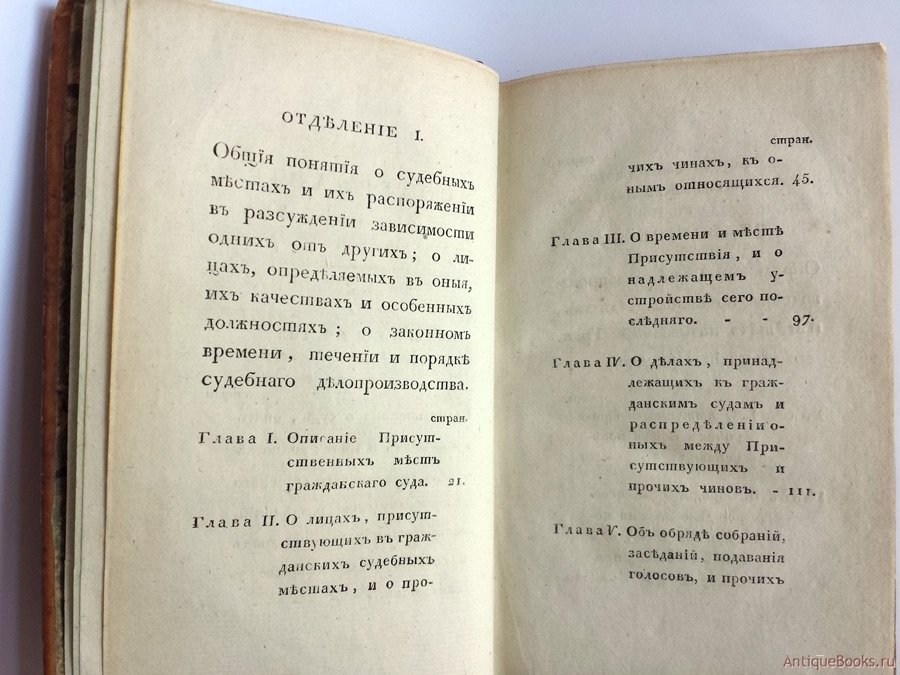 ОТДѢЛЕНІЕ I.
Общія понятія о судебныхъ
мѣстахъ и ихъ распоряженіи
въ разсужденіи зависимости
однихъ отъ другихъ; о ли-
цахъ, опредѣляемыхъ въ оныя,
ихъ качествахъ и особенныхъ
должностяхъ; о законномъ
времени, теченіи и порядкѣ
судебнаго дѣлопроизводства.
стран.
Глава I. Описаніе Присут-
ственныхъ мѣстъ
гражданскаго суда. 21.
Глава II. О лицахъ, присут-
ствующихъ въ граж-
данскихъ судебныхъ
мѣстахъ, и о про-
стран.
чихъ чинахъ, къ о-
нымъ относящихся. 45.
Глава III. О времени и мѣстѣ
Присутствія, и о
надлежащемъ у-
стройствѣ сего по-
слѣдняго. - - 97.
Глава IV. О дѣлахъ, принад-
лежащихъ къ граж-
данскимъ судамъ и
распредѣленіи о-
ныхъ между При-
сутствующихъ и
прочихъ чиновъ. - 111.
Глава V. Объ обрядѣ собраній,
засѣданій, подаванія
голосовъ, и прочихъ
AntiqueBooks.ru